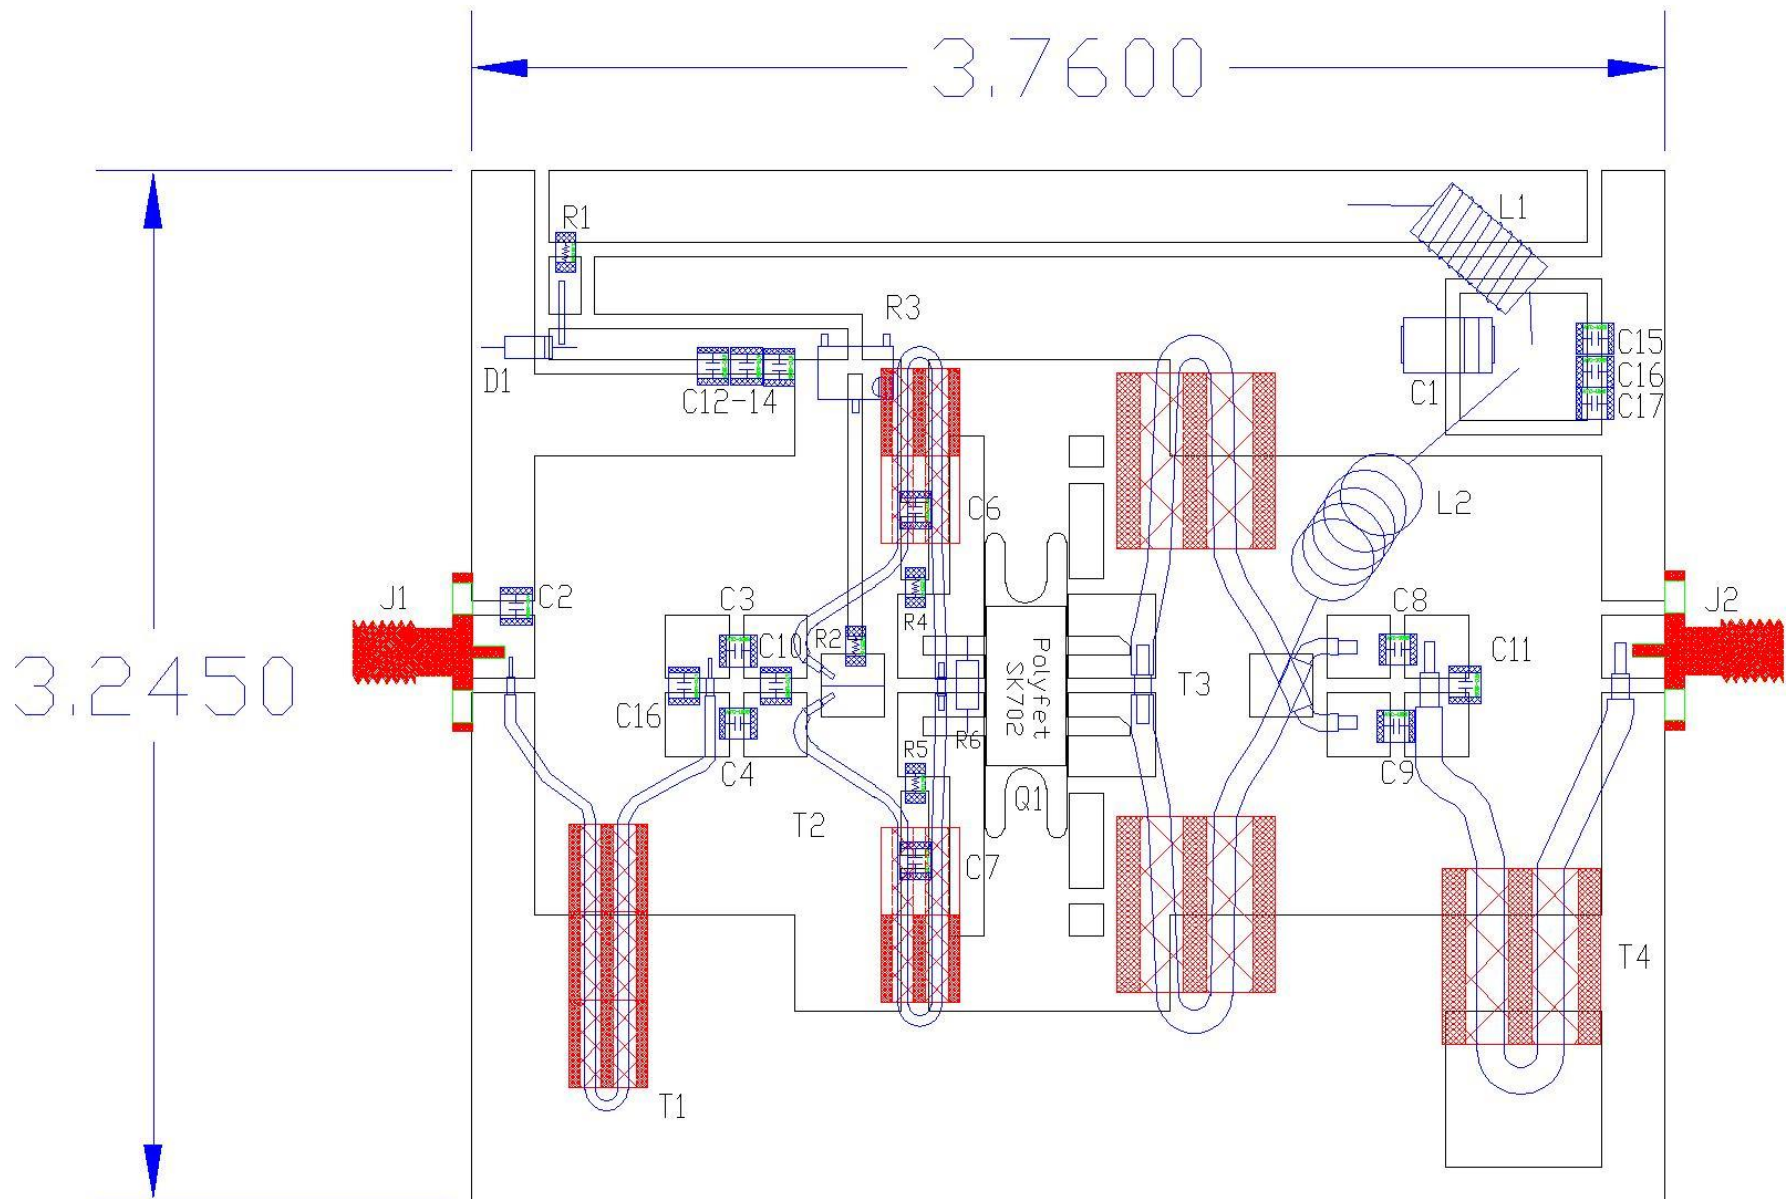 3.7600
R1
L1
R3
C15
D1
C16
C12-14
C1
C17
C6
L2
J1
C2
C3
R4
C8
J2
C10
R2
C11
Polyfet
SK702
T3
C16
R6
R5
C4
C9
3.2450
Q1
T2
C7
T4
T1